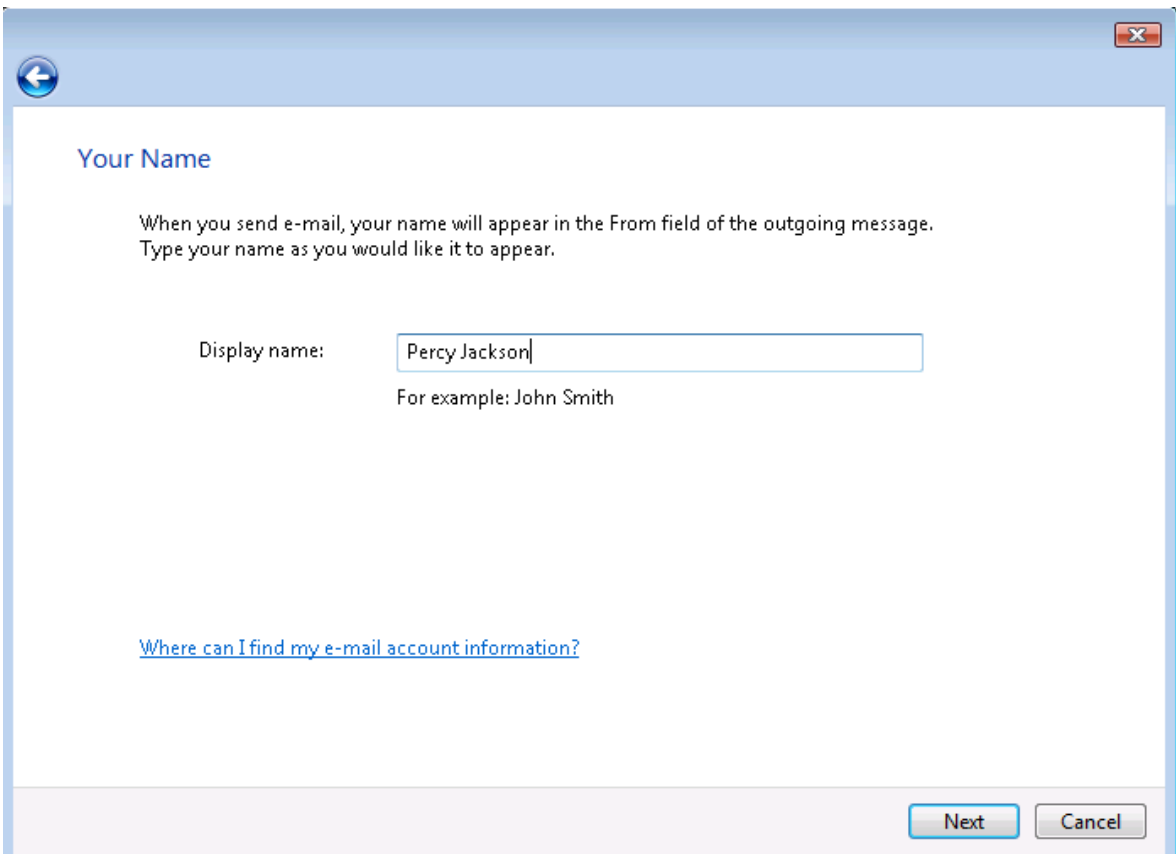 Your Name
When you send e-mail, your name will appear in the From field of the outgoing message.
Type your name as you would like it to appear.
Display name: Percy Jackson
For example: John Smith
Where can I find my e-mail account information?
Next Cancel